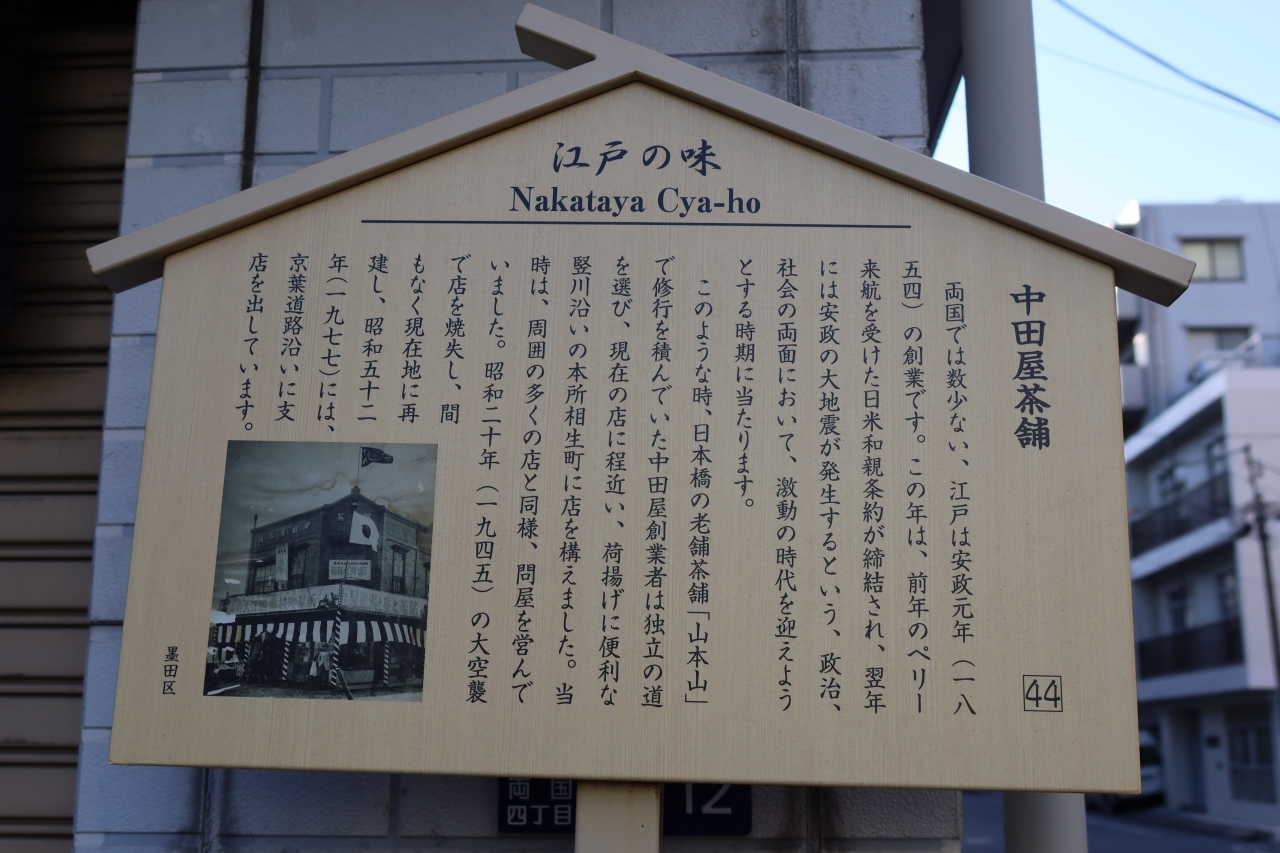 江戸の味
Nakataya Cya-ho
中田屋茶舗
44
両国では数少ない、江戸は安政元年（一八
五四）の創業です。この年は、前年のペリー
来航を受けた日米和親条約が締結され、翌年
には安政の大地震が発生するという、政治、
社会の両面において、激動の時代を迎えよう
とする時期に当たります。
このような時、日本橋の老舗茶舗「山本山」
で修行を積んでいた中田屋創業者は独立の道
を選び、現在の店に程近い、荷揚げに便利な
竪川沿いの本所相生町に店を構えました。当
時は、周囲の多くの店と同様、問屋を営んで
いました。昭和二十年（一九四五）の大空襲
で店を焼失し、間
もなく現在地に再
建し、昭和五十二
年（一九七七）には、
京葉道路沿いに支
店を出しています。
墨田区
両国
四丁目
12